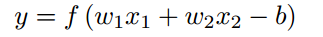 y = f (w₁x₁ + w₂x₂ − b)